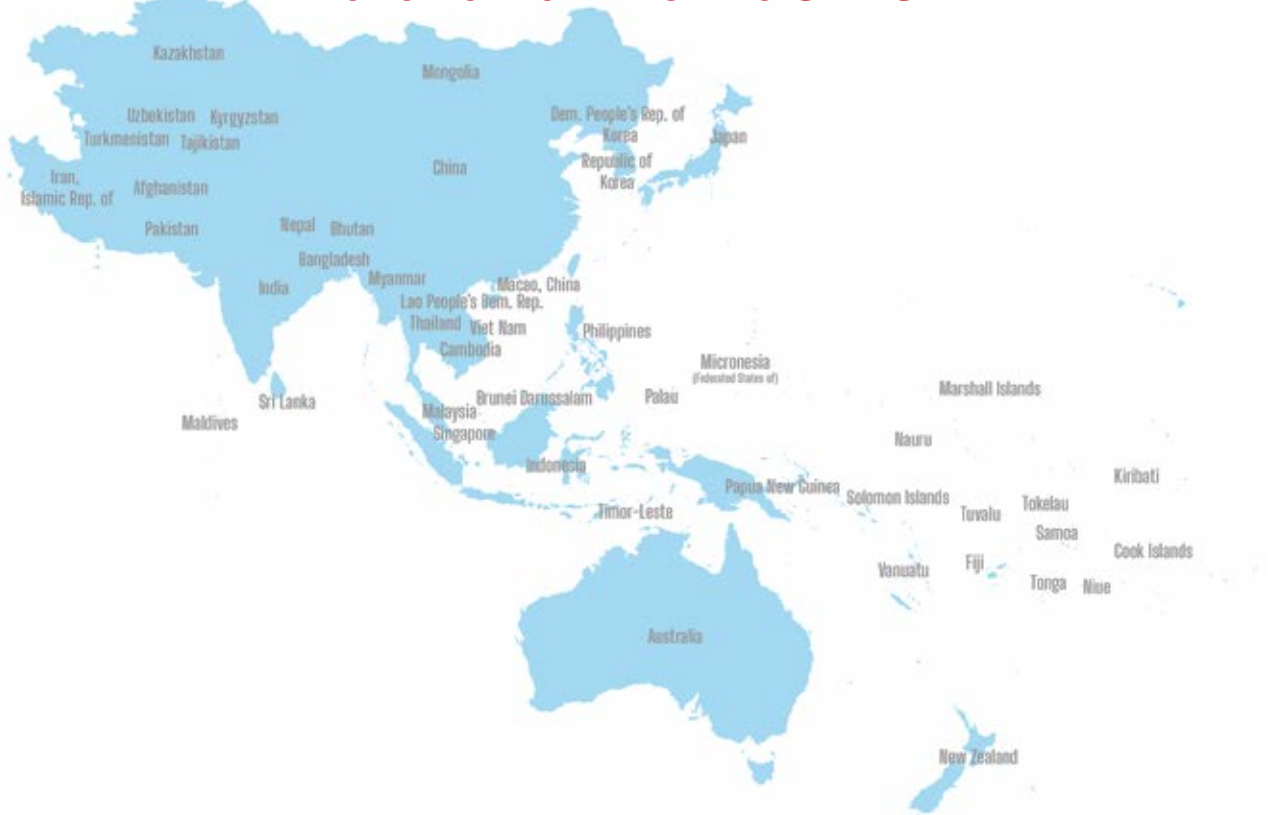 Kazakhstan
Mongolia
Uzbekistan
Kyrgyzstan
Dem. People's Rep. of
Korea
Japan
Turkmenistan
Tajikistan
Republic of
Korea
China
Iran,
Islamic Rep. of
Afghanistan
Pakistan
Nepal
Bhutan
Bangladesh
India
Myanmar
Macao, China
Lao People's Dem. Rep.
Thailand
Viet Nam
Philippines
Cambodia
Micronesia
(Federated States of)
Marshall Islands
Brunei Darussalam
Palau
Sri Lanka
Maldives
Malaysia
Singapore
Nauru
Indonesia
Kiribati
Papua New Guinea
Solomon Islands
Tokelau
Timor-Leste
Tuvalu
Samoa
Cook Islands
Vanuatu
Fiji
Tonga
Niue
Australia
New Zealand